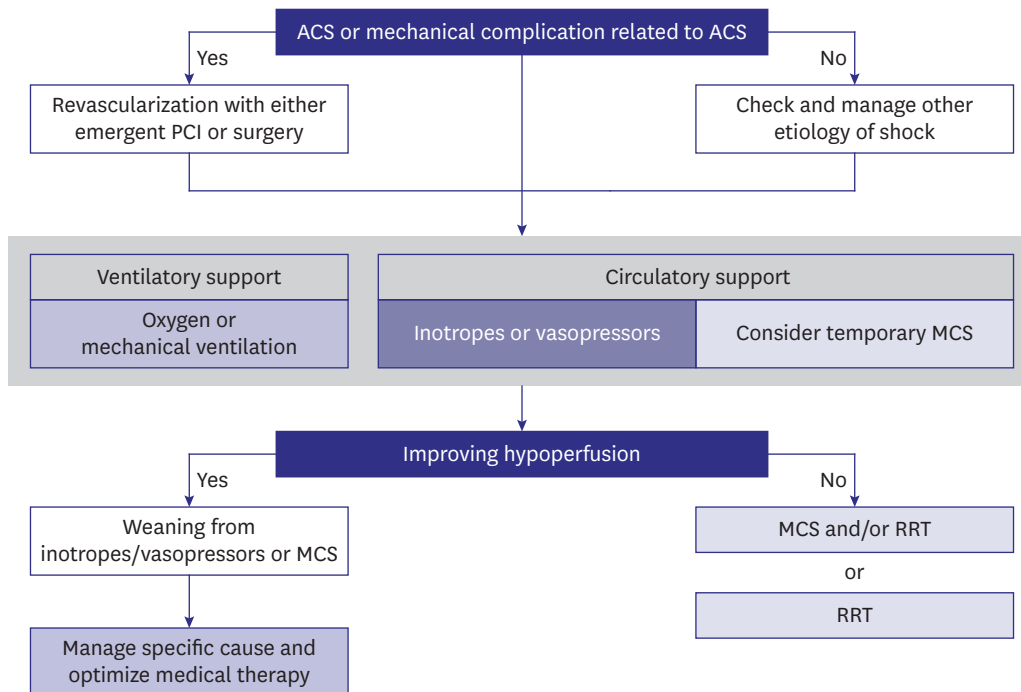 ACS or mechanical complication related to ACS
Yes
No
Revascularization with either
emergent PCI or surgery
Check and manage other
etiology of shock
Ventilatory support
Circulatory support
Oxygen or
mechanical ventilation
Inotropes or vasopressors
Consider temporary MCS
Improving hypoperfusion
Yes
No
Weaning from
inotropes/vasopressors or MCS
MCS and/or RRT
or
RRT
Manage specific cause and
optimize medical therapy